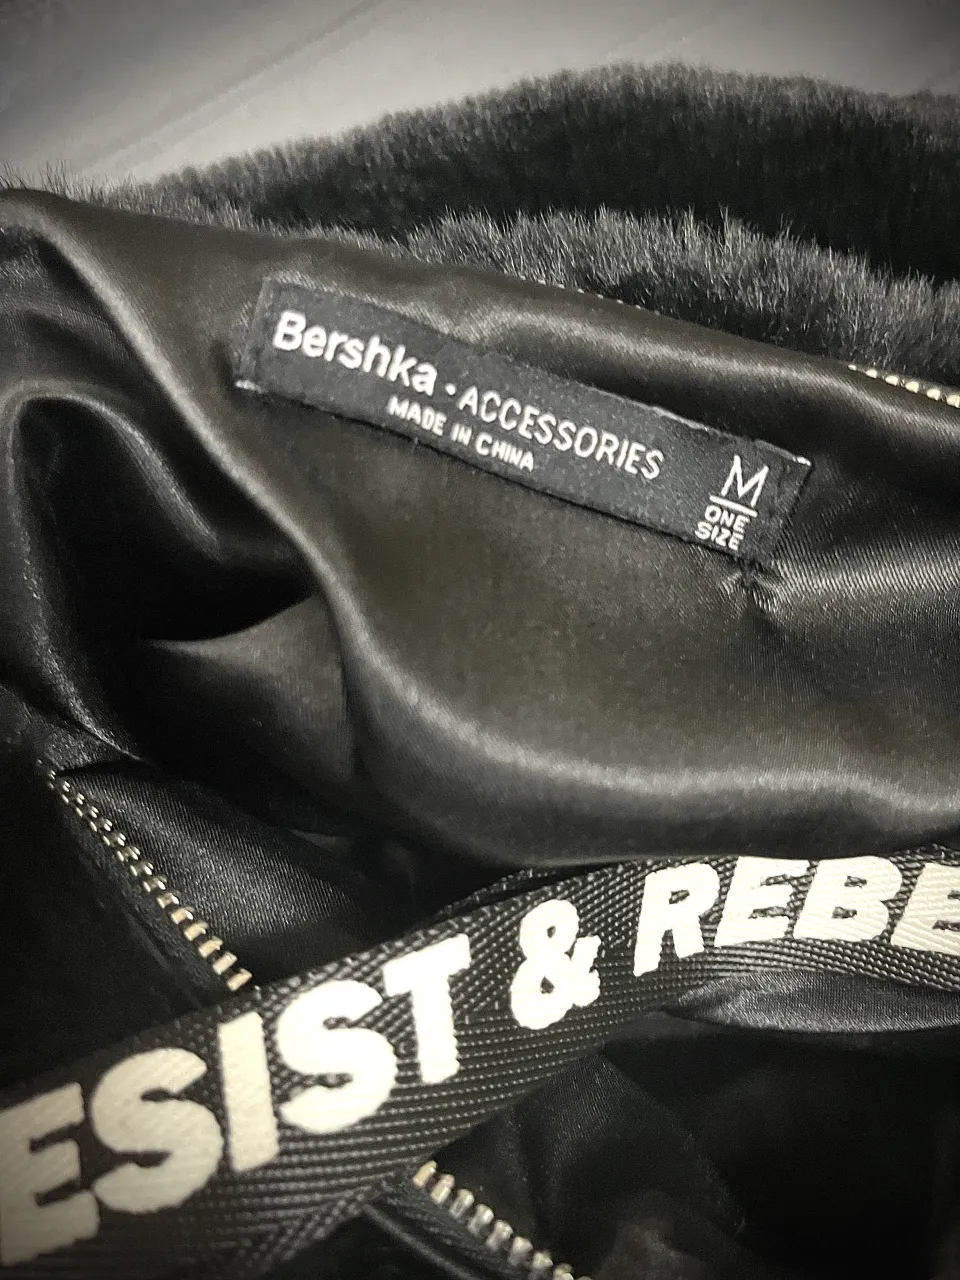 Bershka • ACCESSORIES
MADE IN CHINA
M
ONE
SIZE
ESIST & REBE